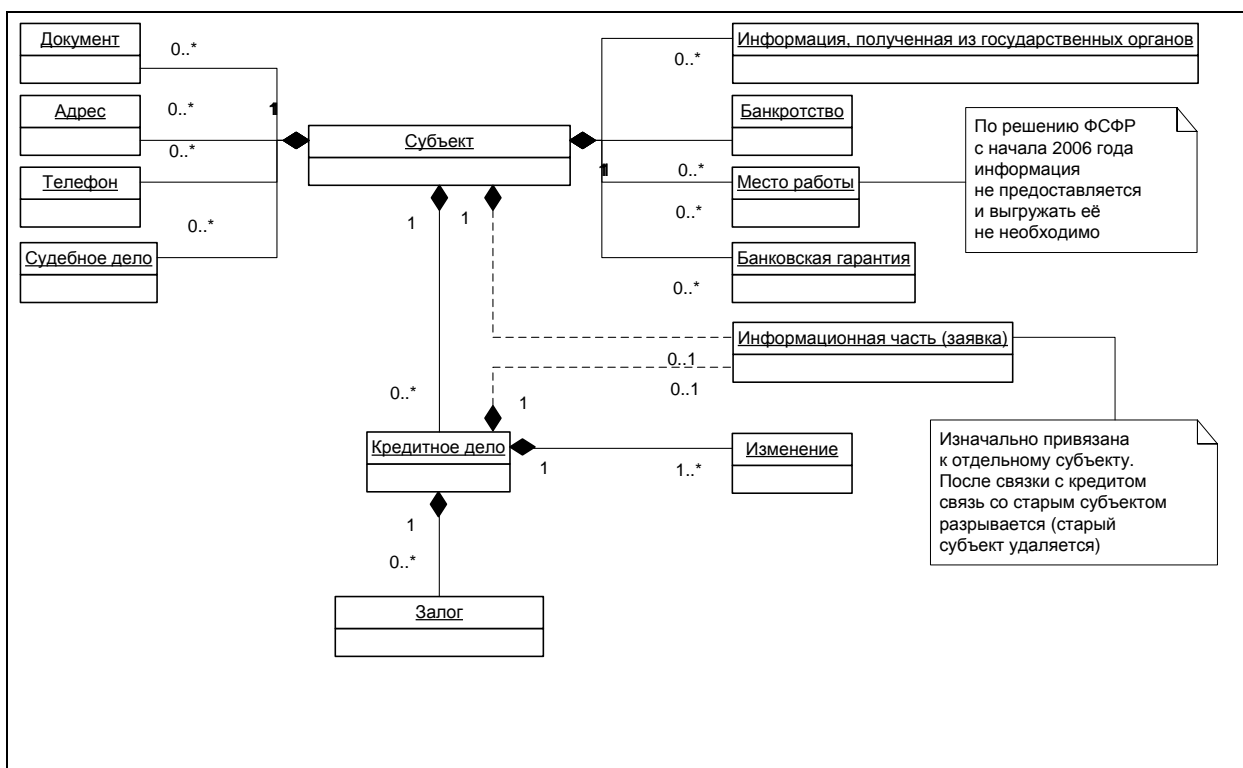 Документ
0..*
Информация, полученная из государственных органов
0..*
Адрес
0..*
1
1
Банкротство
По решению ФСФР
с начала 2006 года
информация
не предоставляется
и выгружать её
не необходимо
Субъект
0..*
Телефон
1
0..*
Место работы
0..*
1
1
0..*
Судебное дело
Банковская гарантия
0..*
Информационная часть (заявка)
0..1
0..1
0..*
1
Изначально привязана
к отдельному субъекту.
После связки с кредитом
связь со старым субъектом
разрывается (старый
субъект удаляется)
Кредитное дело
1
1..*
Изменение
1
0..*
Залог